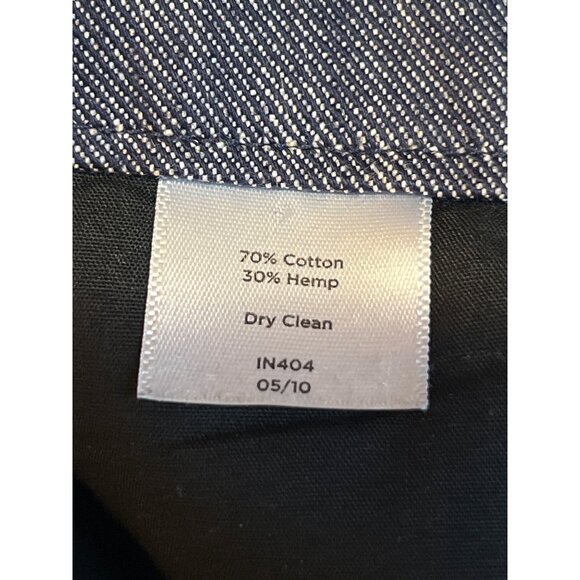 70% Cotton
30% Hemp
Dry Clean
IN404
05/10